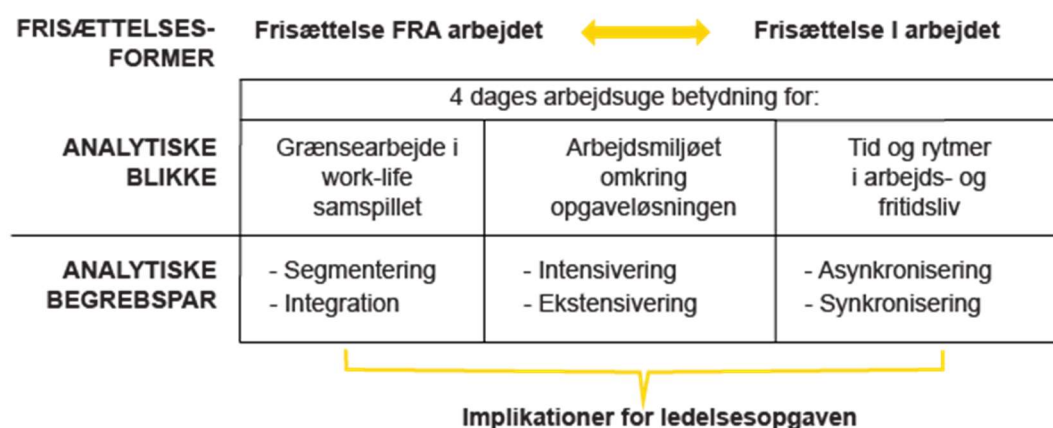 FRISÆTTELSES-
FORMER
Frisættelse FRA arbejdet
Frisættelse I arbejdet
4 dages arbejdsuge betydning for:
ANALYTISKE
BLIKKE
Grænsearbejde i
work-life
samspillet
Arbejdsmiljøet
omkring
opgaveløsningen
Tid og rytmer
i arbejds- og
fritidsliv
ANALYTISKE
BEGREBSPAR
- Segmentering
- Integration
- Intensivering
- Ekstensivering
- Asynkronisering
- Synkronisering
Implikationer for ledelsesopgaven